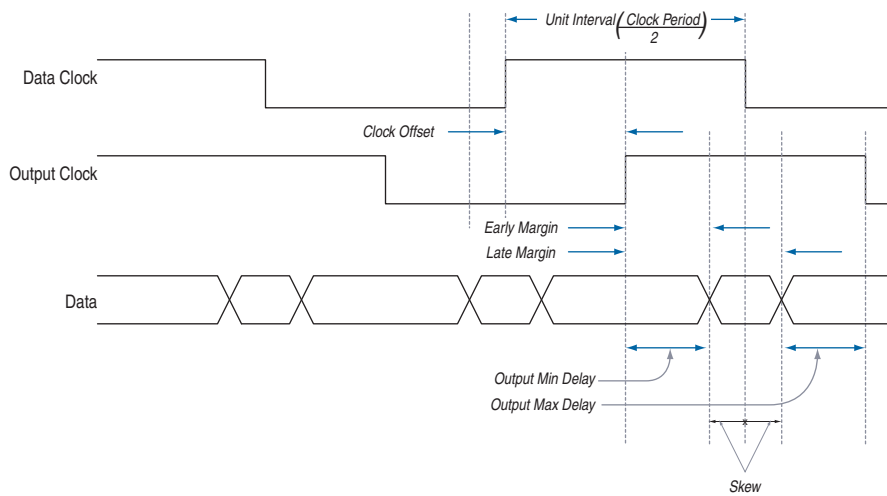 Unit Interval(Clock Period)
2
Data Clock
Clock Offset
Output Clock
Early Margin
Late Margin
Data
Output Min Delay
Output Max Delay
Skew